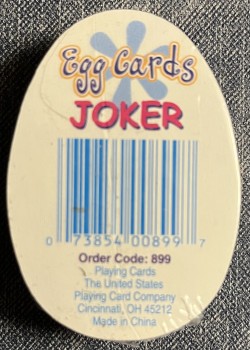 Egg Cards
JOKER
0 73854 00899 7
Order Code: 899
Playing Cards
The United States
Playing Card Company
Cincinnati, OH 45212
Made in China